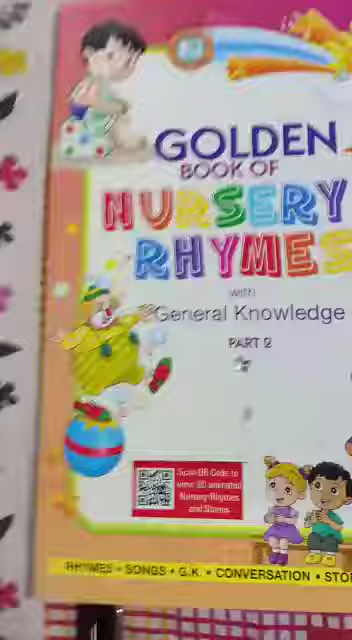 GOLDEN
BOOK OF
NURSERY
RHYMES
with
General Knowledge
PART 2
Scan QR Code to
view 3D animated
Nursery Rhymes
and Stories
RHYMES • SONGS • G.K. • CONVERSATION • STO